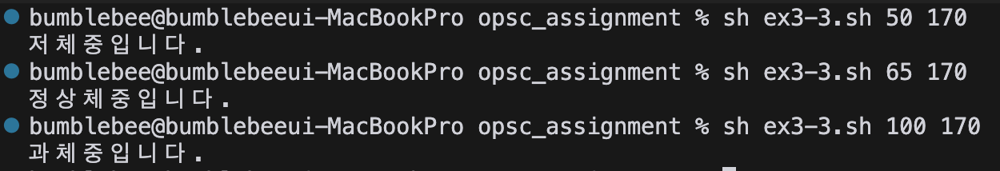 bumblebee@bumblebeeui-MacBookPro opsc_assignment % sh ex3-3.sh 50 170
저체중입니다.
bumblebee@bumblebeeui-MacBookPro opsc_assignment % sh ex3-3.sh 65 170
정상체중입니다.
bumblebee@bumblebeeui-MacBookPro opsc_assignment % sh ex3-3.sh 100 170
과체중입니다.